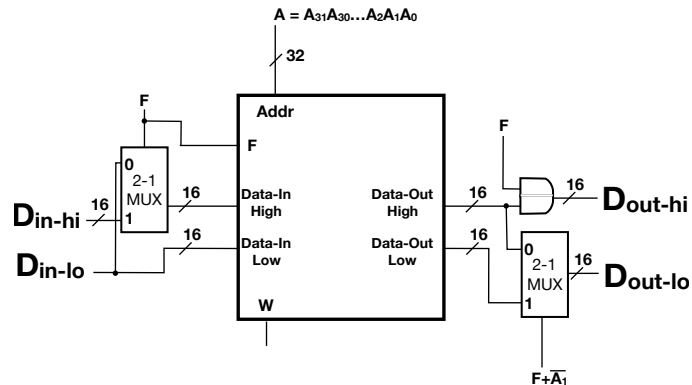 A = A31A30...A2A1A0
32
Addr
F
F
F
0
2-1
MUX
1
16
16
Din-hi
Data-In
High
Data-Out
High
16
16
Dout-hi
16
Din-lo
Data-In
Low
Data-Out
Low
16
0
2-1
MUX
1
16
Dout-lo
W
F+A̅1̅